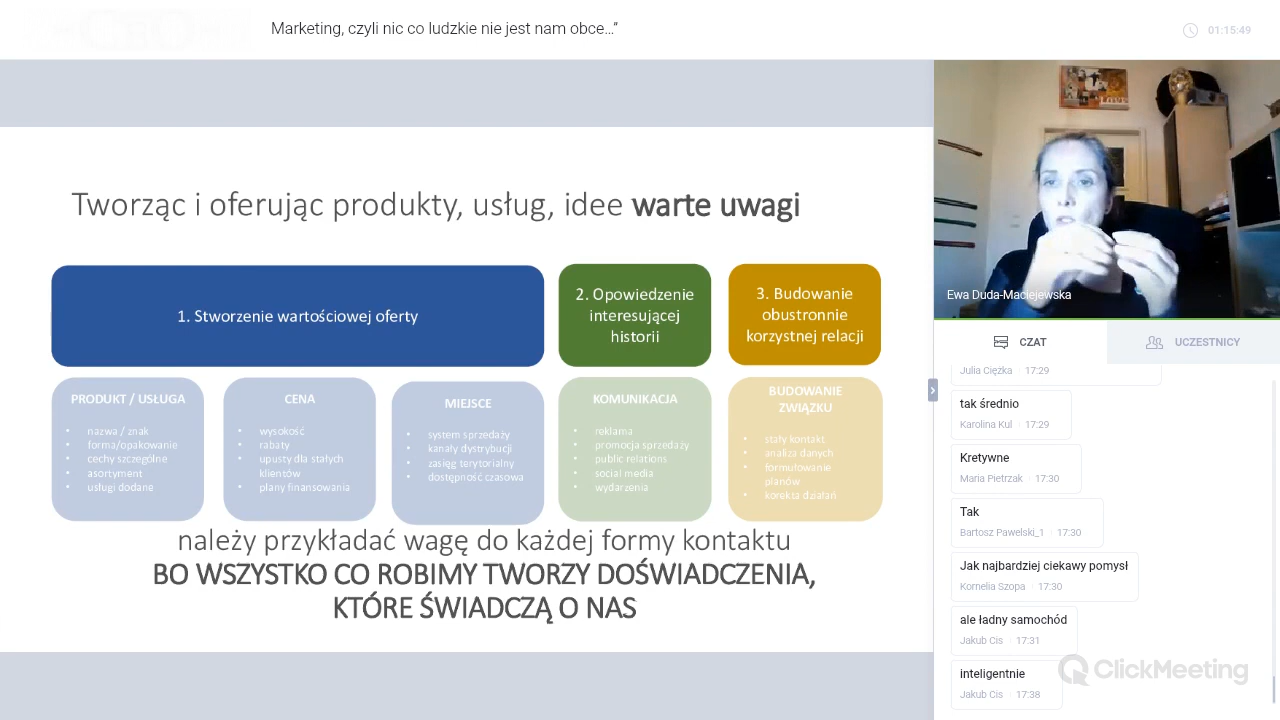 Marketing, czyli nic co ludzkie nie jest nam obce…”
01:15:49
Tworząc i oferując produkty, usług, idee warte uwagi
1. Stworzenie wartościowej oferty
2. Opowiedzenie
interesującej
historii
3. Budowanie
obustronnie
korzystnej relacji
PRODUKT / USŁUGA
• nazwa / znak
• forma/opakowanie
• cechy szczególne
• asortyment
• usługi dodane
CENA
• wysokość
• rabaty
• upusty dla stałych
klientów
• plany finansowania
MIEJSCE
• system sprzedaży
• kanały dystrybucji
• zasięg terytorialny
• dostępność czasowa
KOMUNIKACJA
• reklama
• promocja sprzedaży
• public relations
• social media
• wydarzenia
BUDOWANIE
ZWIĄZKU
• stały kontakt
• analiza danych
• formułowanie
planów
• korekta działań
należy przykładać wagę do każdej formy kontaktu
BO WSZYSTKO CO ROBIMY TWORZY DOŚWIADCZENIA,
KTÓRE ŚWIADCZĄ O NAS
Ewa Duda-Maciejewska
CZAT
UCZESTNICY
Julia Ciężka 17:29
tak średnio
Karolina Kul 17:29
Kretywne
Maria Pietrzak 17:30
Tak
Bartosz Pawelski_1 17:30
Jak najbardziej ciekawy pomysł
Kornelia Szopa 17:30
ale ładny samochód
Jakub Cis 17:31
inteligentnie
Jakub Cis 17:38
ClickMeeting